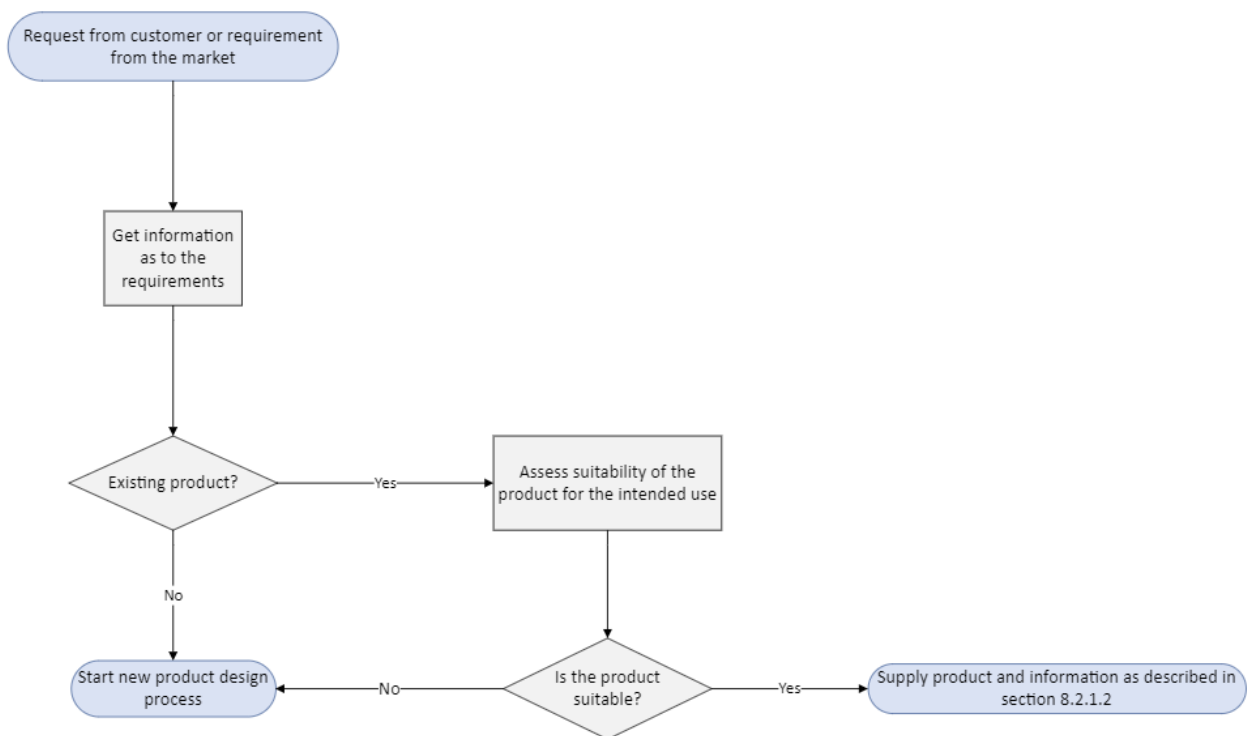 Request from customer or requirement
from the market
Get information
as to the
requirements
Existing product?
Yes
Assess suitability of the
product for the intended use
No
Start new product design
process
No
Is the product
suitable?
Yes
Supply product and information as described in
section 8.2.1.2